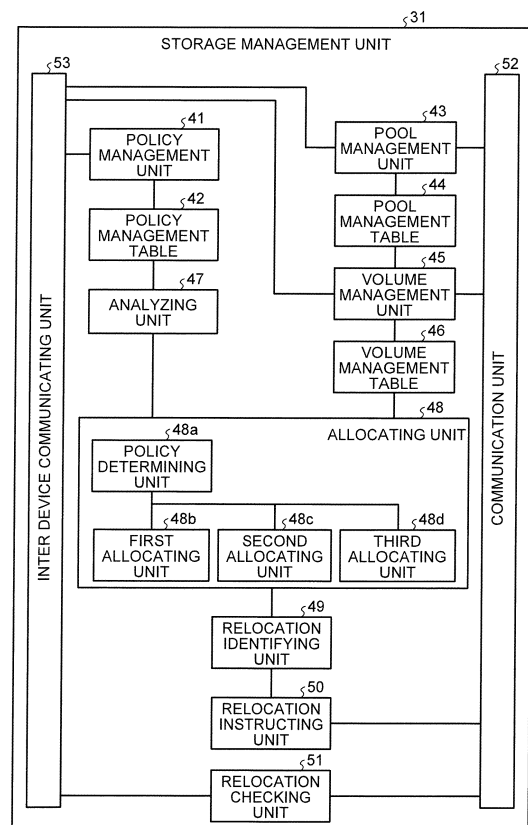 31
STORAGE MANAGEMENT UNIT
53
52
INTER DEVICE COMMUNICATING UNIT
COMMUNICATION UNIT
41
POLICY
MANAGEMENT
UNIT
42
POLICY
MANAGEMENT
TABLE
47
ANALYZING
UNIT
43
POOL
MANAGEMENT
UNIT
44
POOL
MANAGEMENT
TABLE
45
VOLUME
MANAGEMENT
UNIT
46
VOLUME
MANAGEMENT
TABLE
48
ALLOCATING UNIT
48a
POLICY
DETERMINING
UNIT
48b
FIRST
ALLOCATING
UNIT
48c
SECOND
ALLOCATING
UNIT
48d
THIRD
ALLOCATING
UNIT
49
RELOCATION
IDENTIFYING
UNIT
50
RELOCATION
INSTRUCTING
UNIT
51
RELOCATION
CHECKING
UNIT